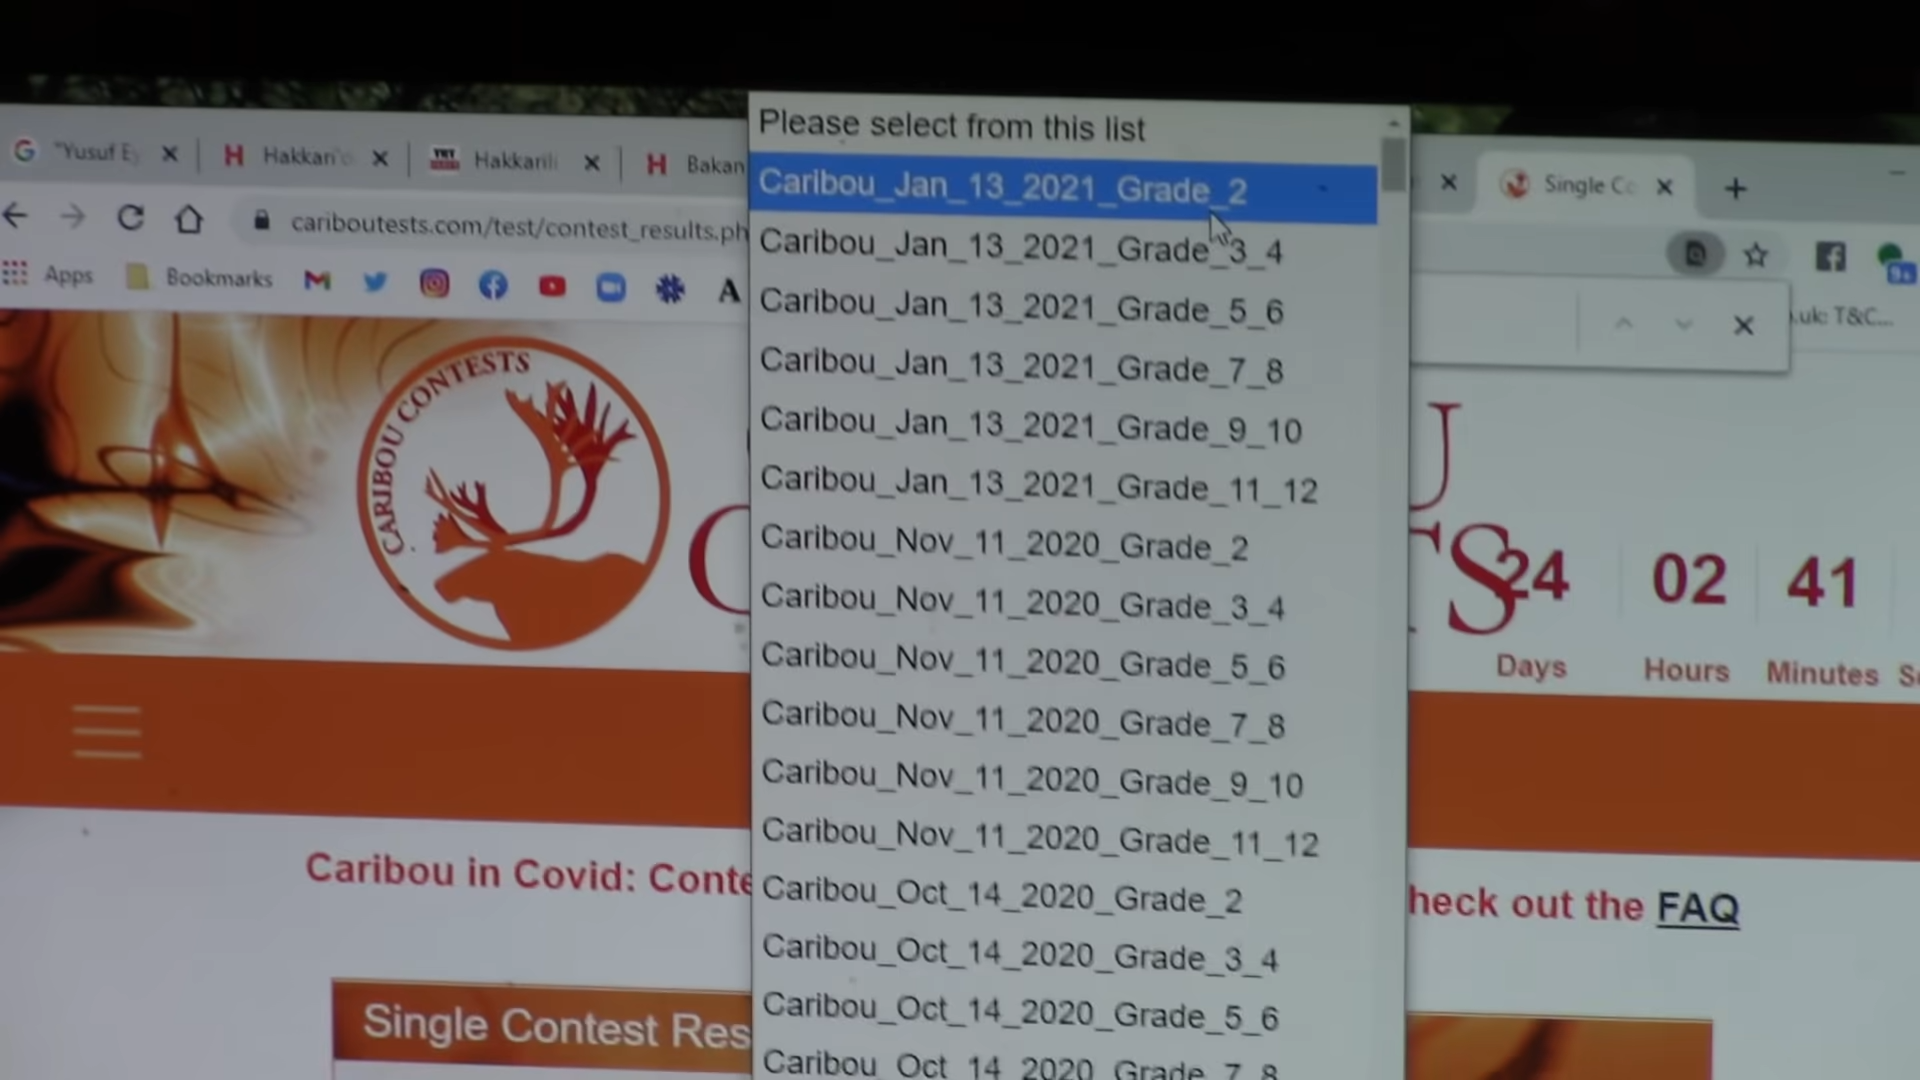 "Yusuf E
Hakkari'
Hakkarili
Bakan
Single Co
cariboutests.com/test/contest_results.ph
Apps
Bookmarks
.uk: T&C...
Please select from this list
Caribou_Jan_13_2021_Grade_2
Caribou_Jan_13_2021_Grade_3_4
Caribou_Jan_13_2021_Grade_5_6
Caribou_Jan_13_2021_Grade_7_8
Caribou_Jan_13_2021_Grade_9_10
Caribou_Jan_13_2021_Grade_11_12
Caribou_Nov_11_2020_Grade_2
Caribou_Nov_11_2020_Grade_3_4
Caribou_Nov_11_2020_Grade_5_6
Caribou_Nov_11_2020_Grade_7_8
Caribou_Nov_11_2020_Grade_9_10
Caribou_Nov_11_2020_Grade_11_12
Caribou_Oct_14_2020_Grade_2
Caribou_Oct_14_2020_Grade_3_4
Caribou_Oct_14_2020_Grade_5_6
Caribou_Oct_14_2020_Grade_7_8
CARIBOU CONTESTS
24 02 41
Days Hours Minutes
Caribou in Covid: Conte
heck out the FAQ
Single Contest Res